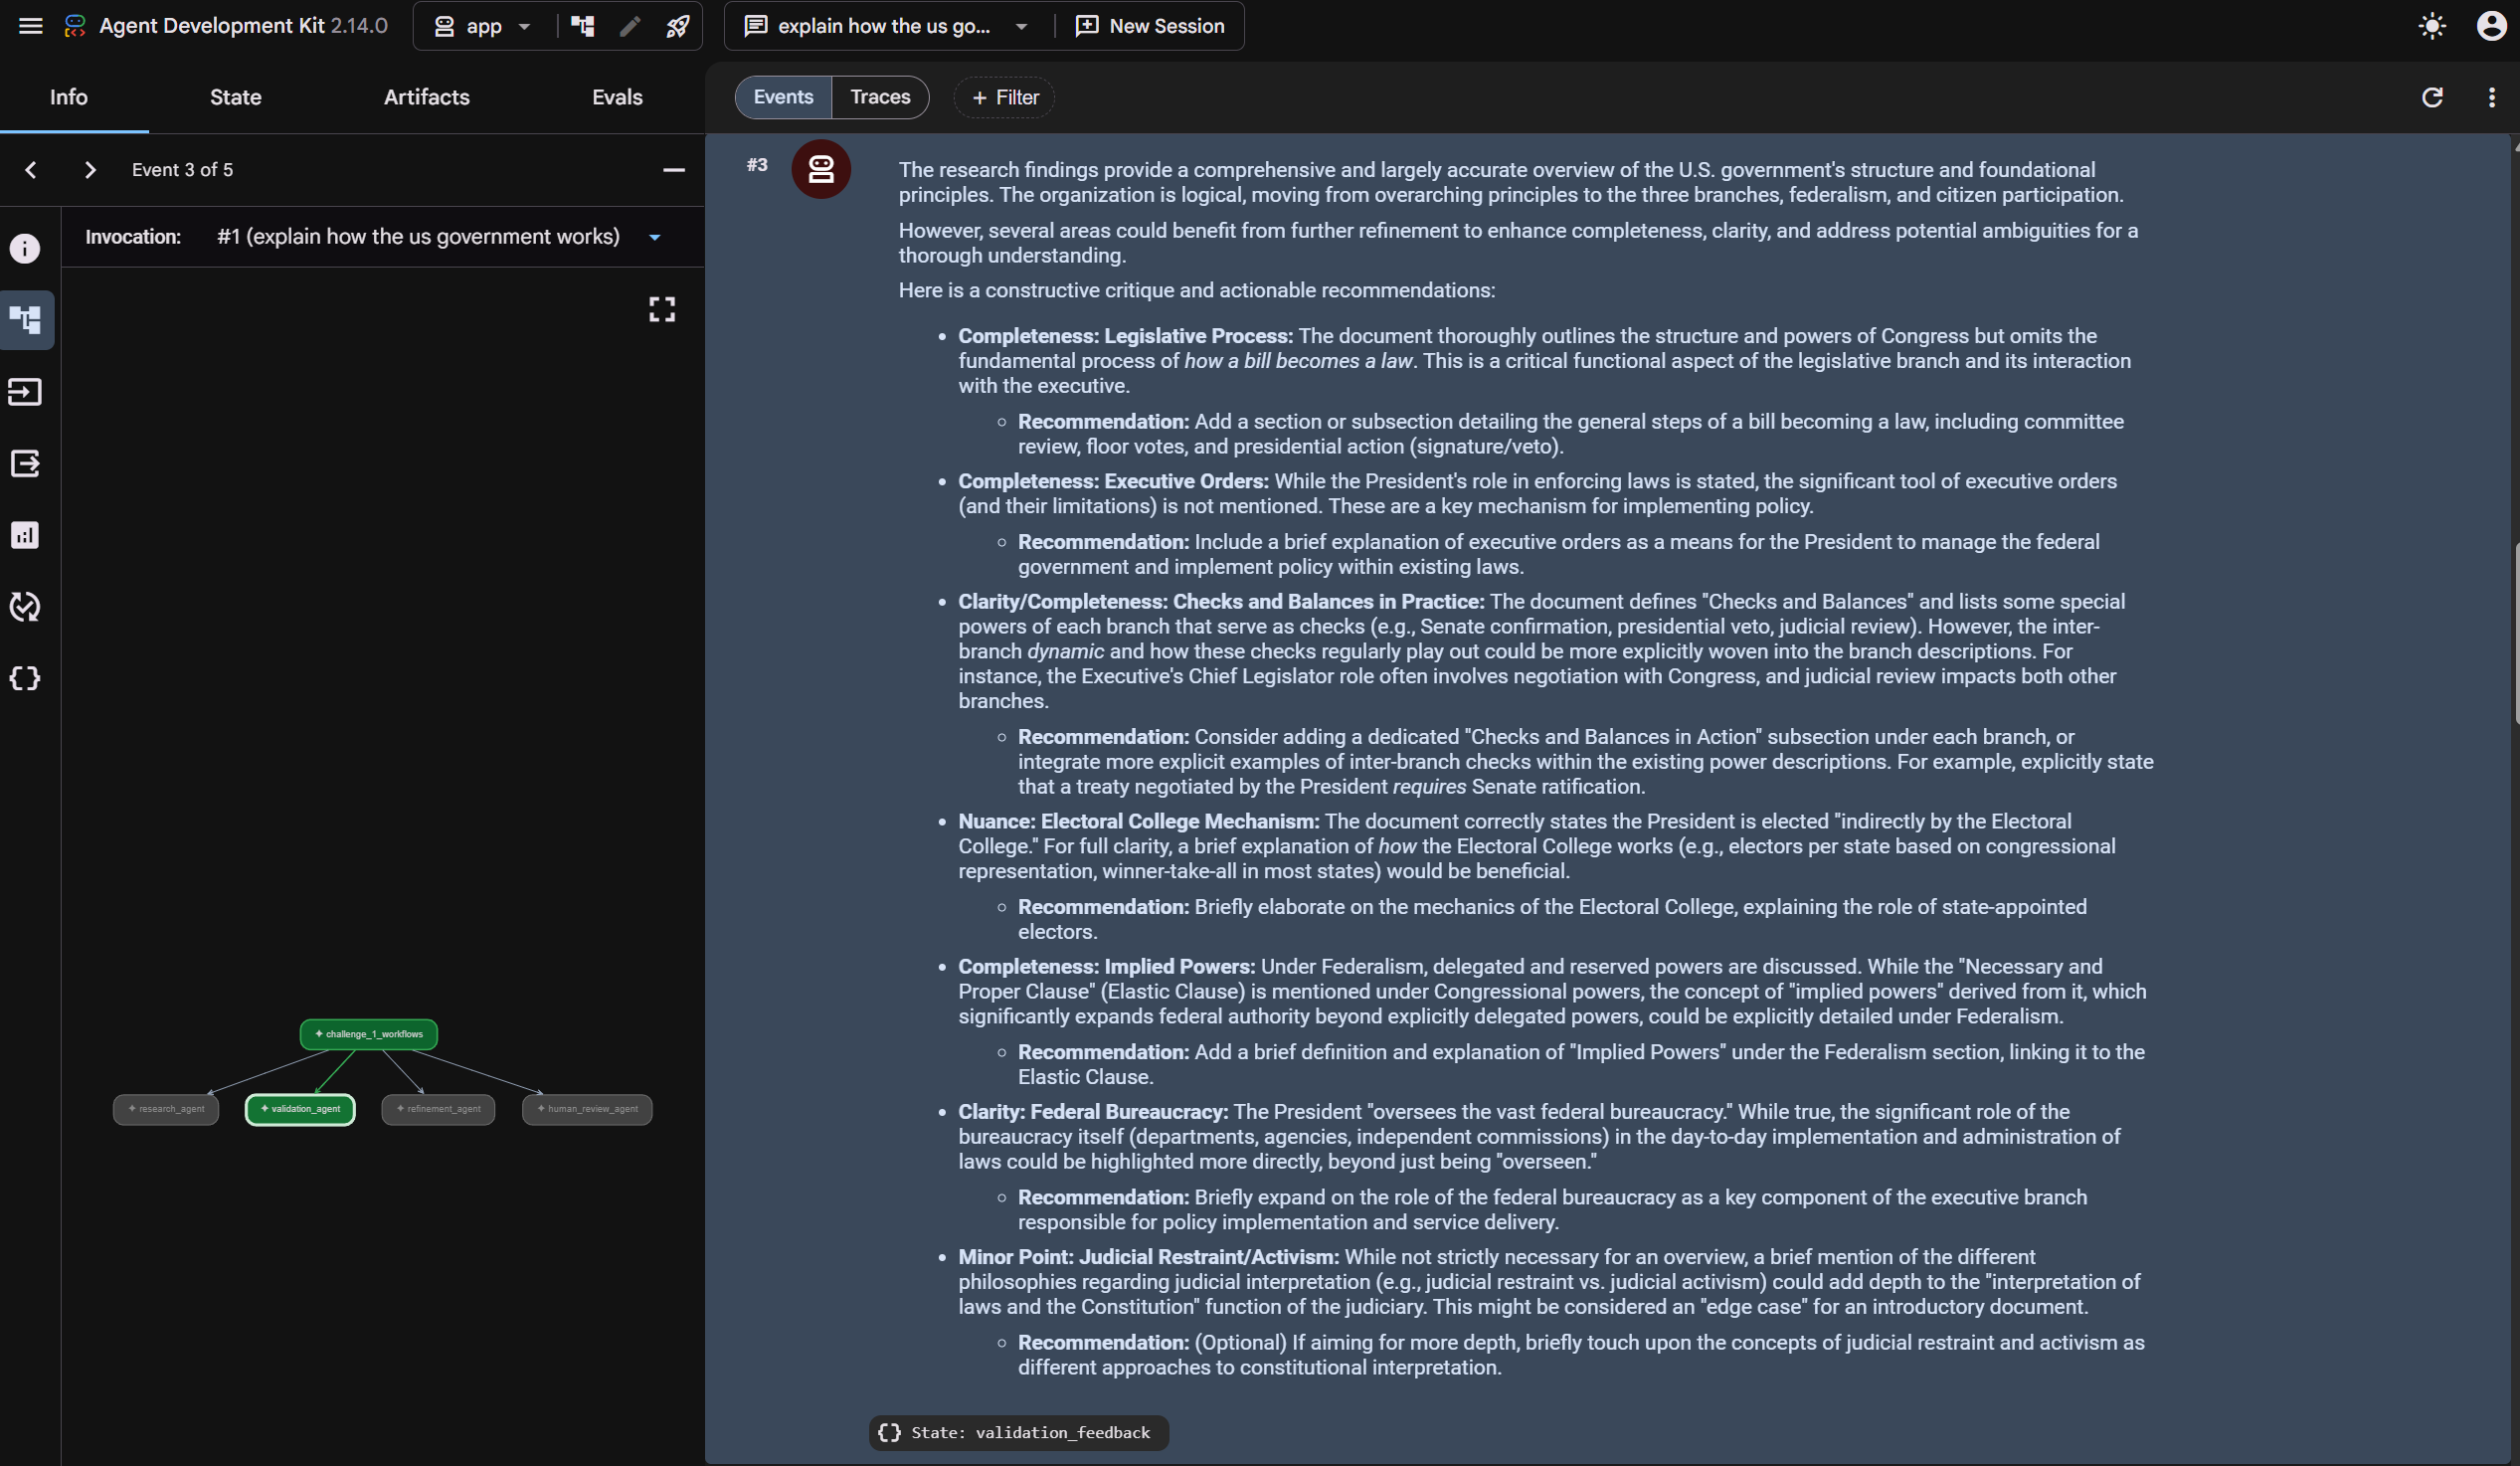 Agent Development Kit 2.14.0
app
explain how the us go...
New Session
Info
State
Artifacts
Evals
Events
Traces
+ Filter
Event 3 of 5
Invocation:
#1 (explain how the us government works)
challenge_1_workflows
research_agent
validation_agent
refinement_agent
human_review_agent
#3
The research findings provide a comprehensive and largely accurate overview of the U.S. government's structure and foundational
principles. The organization is logical, moving from overarching principles to the three branches, federalism, and citizen participation.
However, several areas could benefit from further refinement to enhance completeness, clarity, and address potential ambiguities for a
thorough understanding.
Here is a constructive critique and actionable recommendations:
• Completeness: Legislative Process: The document thoroughly outlines the structure and powers of Congress but omits the
fundamental process of how a bill becomes a law. This is a critical functional aspect of the legislative branch and its interaction
with the executive.
◦ Recommendation: Add a section or subsection detailing the general steps of a bill becoming a law, including committee
review, floor votes, and presidential action (signature/veto).
• Completeness: Executive Orders: While the President's role in enforcing laws is stated, the significant tool of executive orders
(and their limitations) is not mentioned. These are a key mechanism for implementing policy.
◦ Recommendation: Include a brief explanation of executive orders as a means for the President to manage the federal
government and implement policy within existing laws.
• Clarity/Completeness: Checks and Balances in Practice: The document defines "Checks and Balances" and lists some special
powers of each branch that serve as checks (e.g., Senate confirmation, presidential veto, judicial review). However, the inter-
branch dynamic and how these checks regularly play out could be more explicitly woven into the branch descriptions. For
instance, the Executive's Chief Legislator role often involves negotiation with Congress, and judicial review impacts both other
branches.
◦ Recommendation: Consider adding a dedicated "Checks and Balances in Action" subsection under each branch, or
integrate more explicit examples of inter-branch checks within the existing power descriptions. For example, explicitly state
that a treaty negotiated by the President requires Senate ratification.
• Nuance: Electoral College Mechanism: The document correctly states the President is elected "indirectly by the Electoral
College." For full clarity, a brief explanation of how the Electoral College works (e.g., electors per state based on congressional
representation, winner-take-all in most states) would be beneficial.
◦ Recommendation: Briefly elaborate on the mechanics of the Electoral College, explaining the role of state-appointed
electors.
• Completeness: Implied Powers: Under Federalism, delegated and reserved powers are discussed. While the "Necessary and
Proper Clause" (Elastic Clause) is mentioned under Congressional powers, the concept of "implied powers" derived from it, which
significantly expands federal authority beyond explicitly delegated powers, could be explicitly detailed under Federalism.
◦ Recommendation: Add a brief definition and explanation of "Implied Powers" under the Federalism section, linking it to the
Elastic Clause.
• Clarity: Federal Bureaucracy: The President "oversees the vast federal bureaucracy." While true, the significant role of the
bureaucracy itself (departments, agencies, independent commissions) in the day-to-day implementation and administration of
laws could be highlighted more directly, beyond just being "overseen."
◦ Recommendation: Briefly expand on the role of the federal bureaucracy as a key component of the executive branch
responsible for policy implementation and service delivery.
• Minor Point: Judicial Restraint/Activism: While not strictly necessary for an overview, a brief mention of the different
philosophies regarding judicial interpretation (e.g., judicial restraint vs. judicial activism) could add depth to the "interpretation of
laws and the Constitution" function of the judiciary. This might be considered an "edge case" for an introductory document.
◦ Recommendation: (Optional) If aiming for more depth, briefly touch upon the concepts of judicial restraint and activism as
different approaches to constitutional interpretation.
{} State: validation_feedback